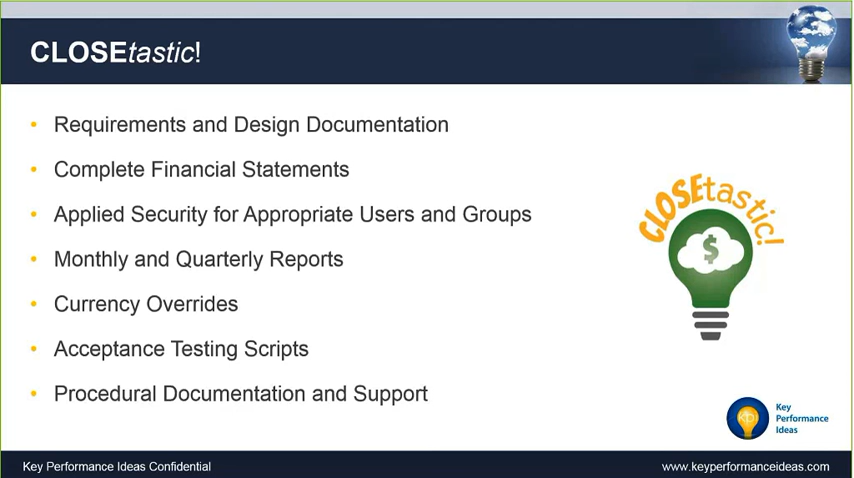 CLOSEtastic!
• Requirements and Design Documentation
• Complete Financial Statements
• Applied Security for Appropriate Users and Groups
• Monthly and Quarterly Reports
• Currency Overrides
• Acceptance Testing Scripts
• Procedural Documentation and Support
CLOSEtastic!
$
kpi
Key
Performance
Ideas
Key Performance Ideas Confidential
www.keyperformanceideas.com